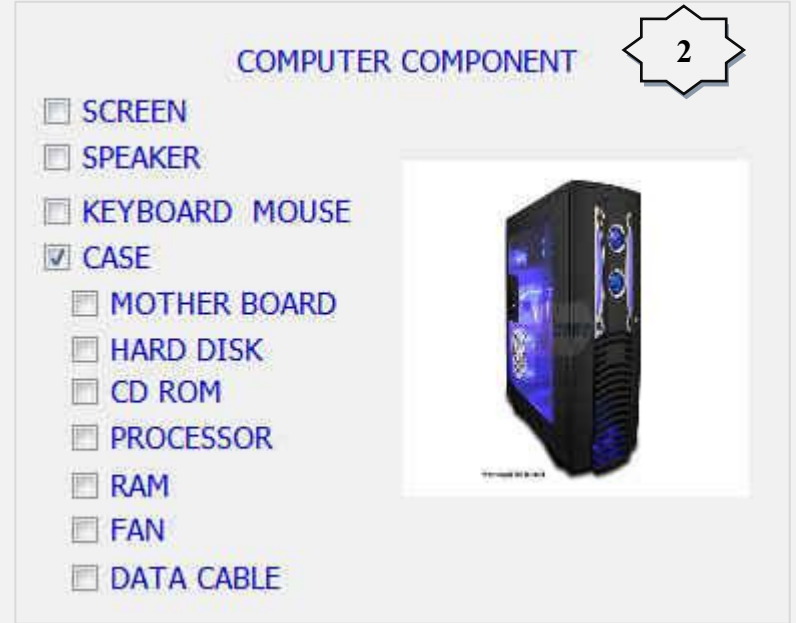 2
COMPUTER COMPONENT
SCREEN
SPEAKER
KEYBOARD MOUSE
CASE
MOTHER BOARD
HARD DISK
CD ROM
PROCESSOR
RAM
FAN
DATA CABLE